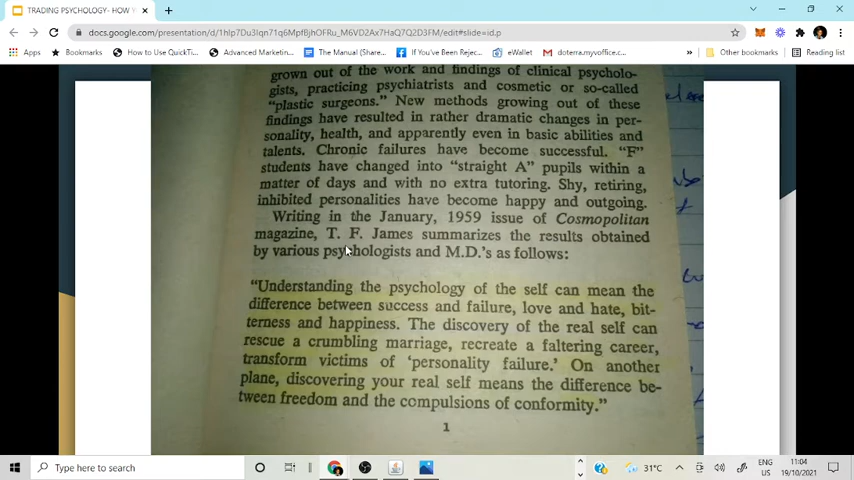 TRADING PSYCHOLOGY- HOW Y
docs.google.com/presentation/d/1hlp7Du3Iqn71q6MpfBjhOFRu_M6VD2Ax7HaQ7Q2D3FM/edit#slide=id.p
Apps Bookmarks How to Use QuickTi... Advanced Marketing... The Manual (Share... If You've Been Rejec... eWallet doterra.myvoffice.c... » Other bookmarks Reading list
grown out of the work and findings of clinical psycholo-
gists, practicing psychiatrists and cosmetic or so-called
"plastic surgeons." New methods growing out of these
findings have resulted in rather dramatic changes in per-
sonality, health, and apparently even in basic abilities and
talents. Chronic failures have become successful. "F"
students have changed into "straight A" pupils within a
matter of days and with no extra tutoring. Shy, retiring,
inhibited personalities have become happy and outgoing.
Writing in the January, 1959 issue of Cosmopolitan
magazine, T. F. James summarizes the results obtained
by various psychologists and M.D.'s as follows:
"Understanding the psychology of the self can mean the
difference between success and failure, love and hate, bit-
terness and happiness. The discovery of the real self can
rescue a crumbling marriage, recreate a faltering career,
transform victims of 'personality failure.' On another
plane, discovering your real self means the difference be-
tween freedom and the compulsions of conformity."
1
Type here to search
31°C
ENG
US
11:04
19/10/2021